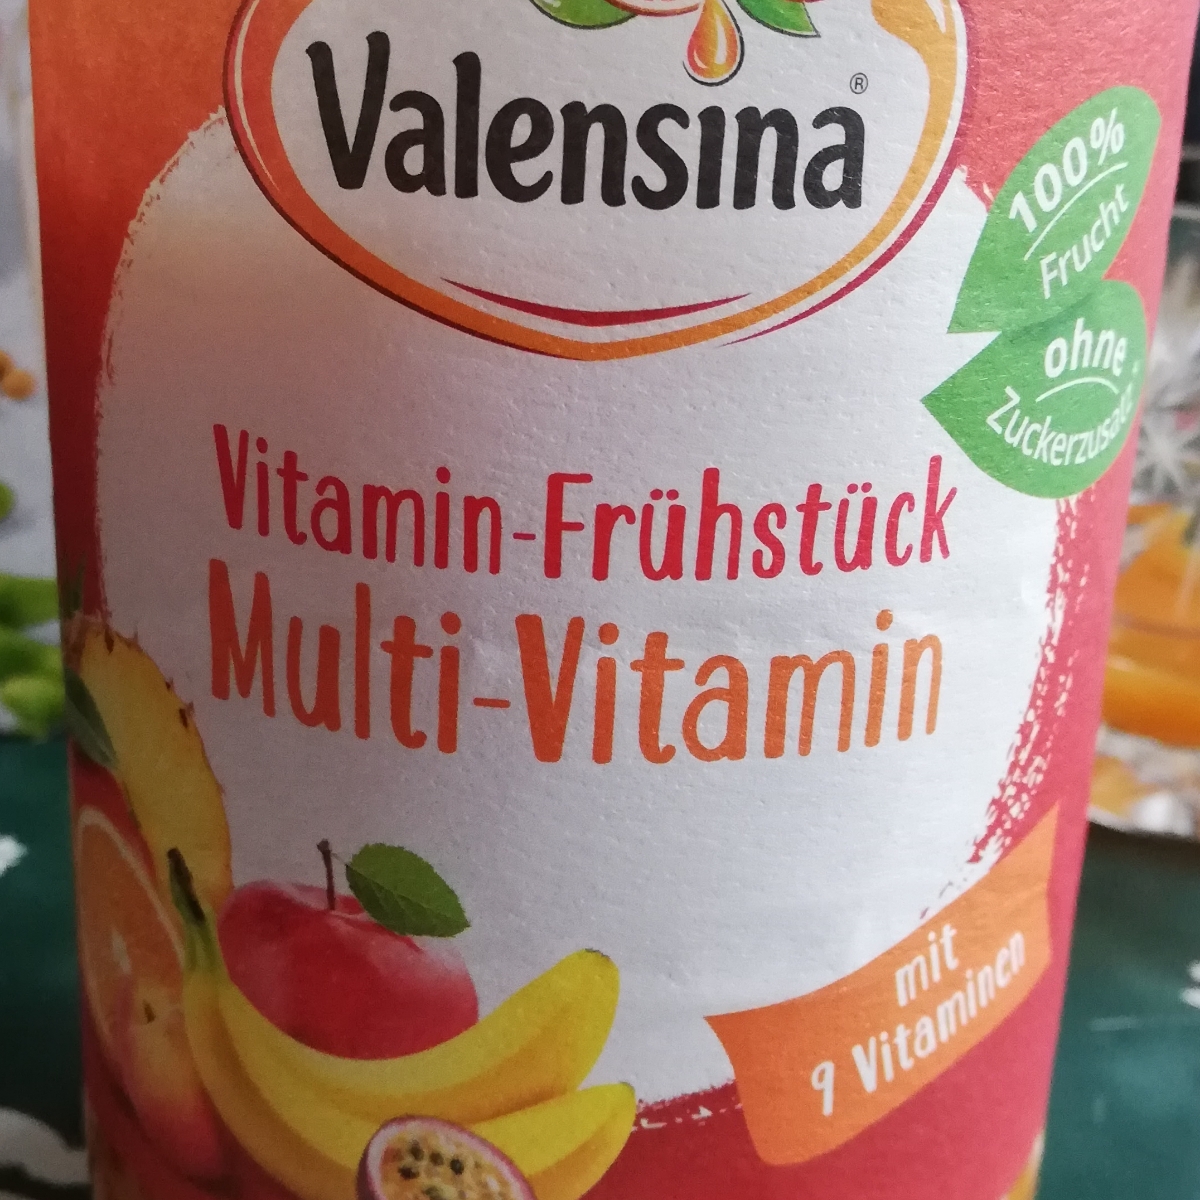 Valensina
®
100%
Frucht
ohne
Zuckerzusatz*
Vitamin-Frühstück
Multi-Vitamin
mit
9 Vitaminen